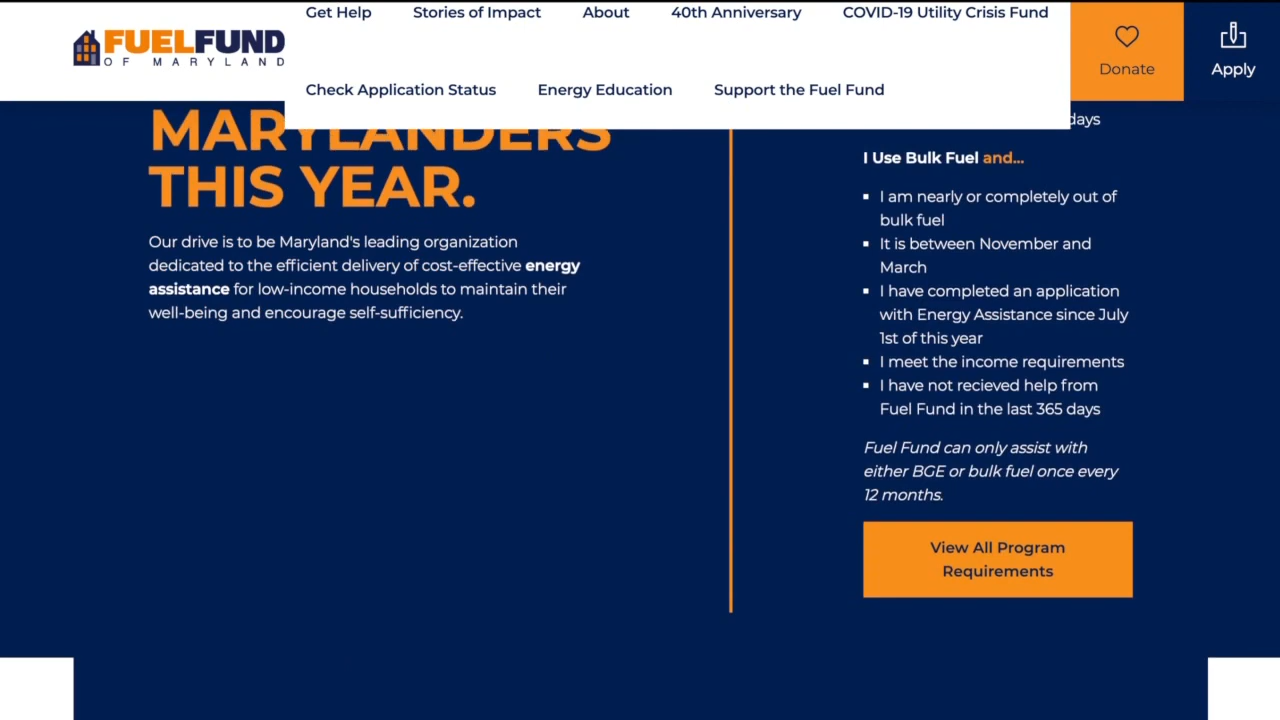 Get Help Stories of Impact About 40th Anniversary COVID-19 Utility Crisis Fund
FUELFUND
OF MARYLAND
Check Application Status Energy Education Support the Fuel Fund
Donate
Apply
MARYLANDERS
THIS YEAR.
Our drive is to be Maryland's leading organization
dedicated to the efficient delivery of cost-effective energy
assistance for low-income households to maintain their
well-being and encourage self-sufficiency.
days
I Use Bulk Fuel and...
I am nearly or completely out of
bulk fuel
It is between November and
March
I have completed an application
with Energy Assistance since July
1st of this year
I meet the income requirements
I have not recieved help from
Fuel Fund in the last 365 days
Fuel Fund can only assist with
either BGE or bulk fuel once every
12 months.
View All Program
Requirements